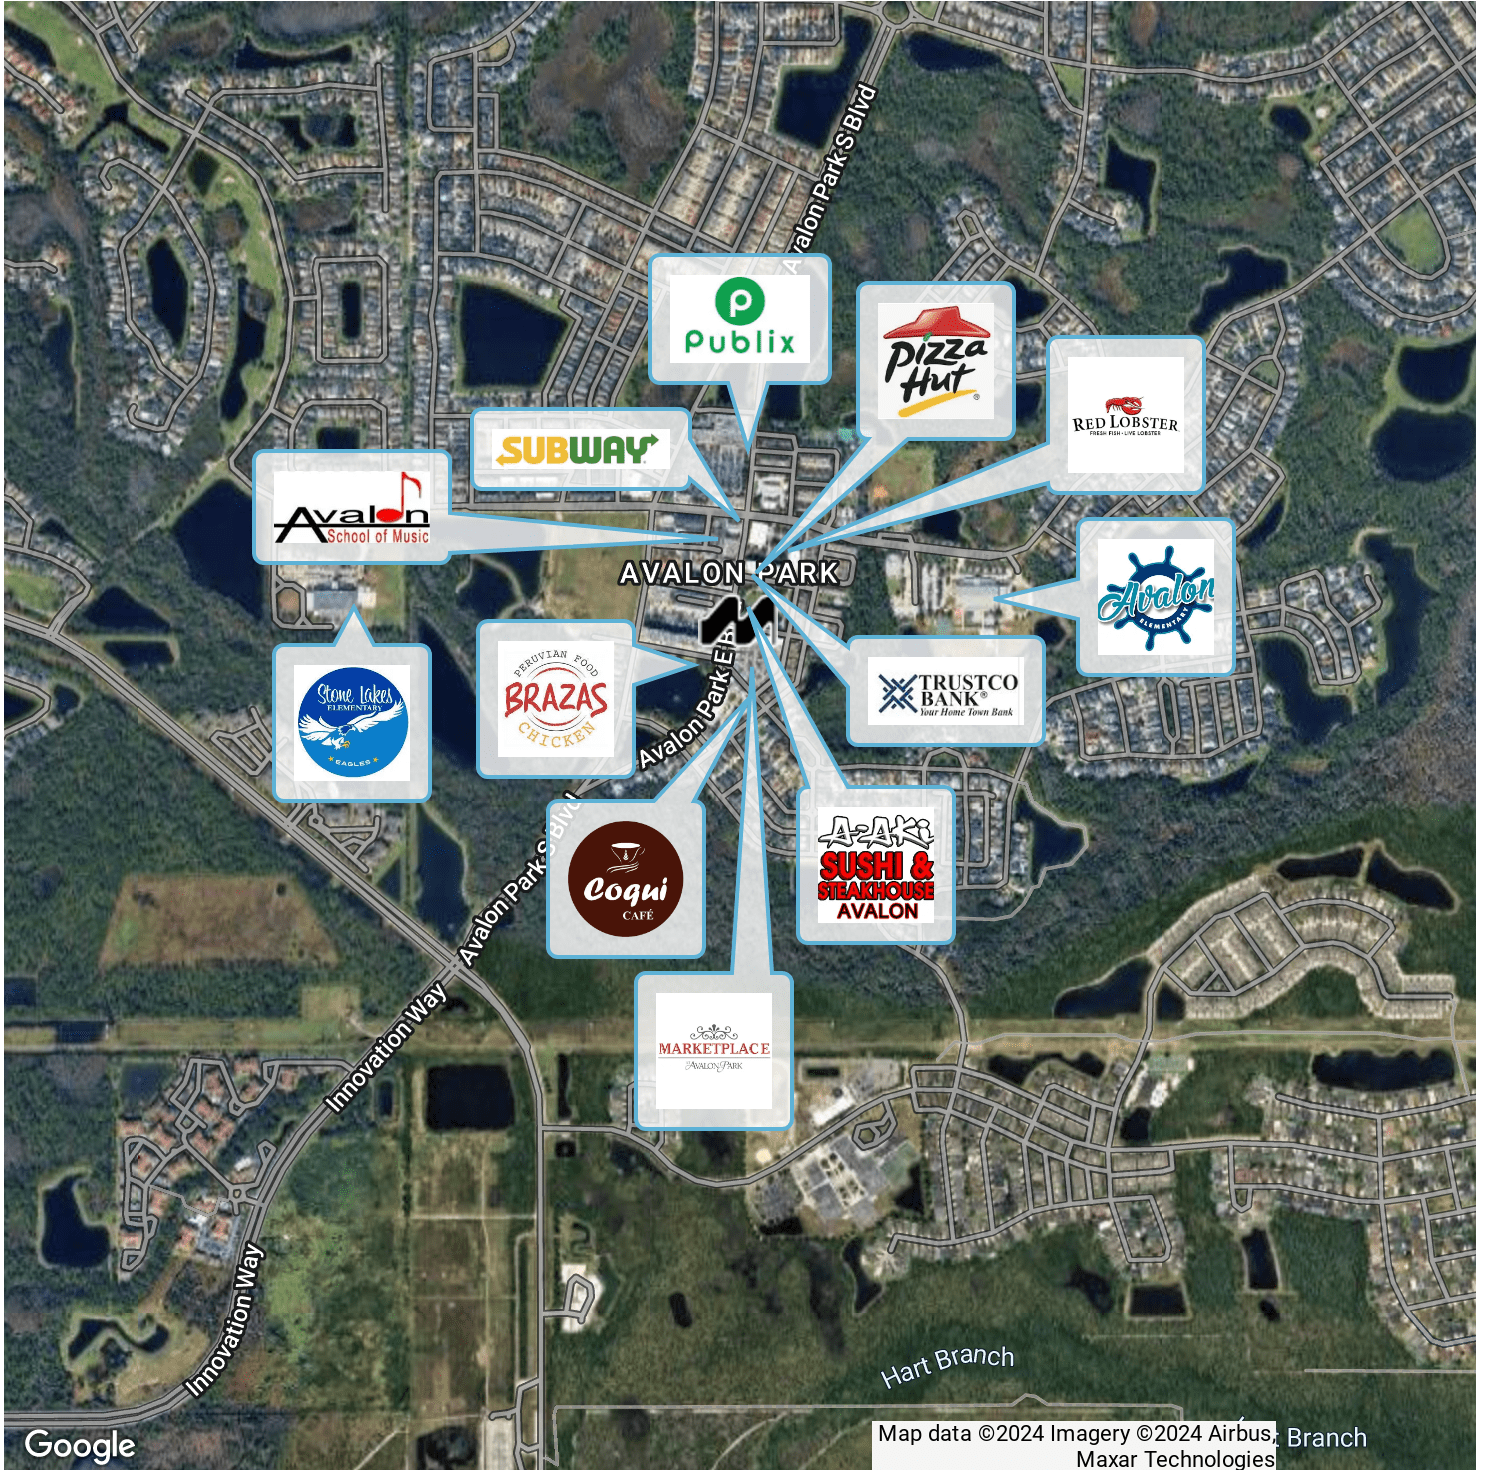 Avalon Park S Blvd
Publix
Pizza
Hut
®
RED LOBSTER
FRESH FISH • LIVE LOBSTER
SUBWAY
Avalon
School of Music
AVALON PARK
Avalon
ELEMENTARY
Stone Lakes
ELEMENTARY
EAGLES
PERUVIAN FOOD
BRAZAS
CHICKEN
Avalon Park E B
TRUSTCO
BANK®
Your Home Town Bank
Avalon Park S Blvd
Coqui
CAFÉ
A-AKI
SUSHI &
STEAKHOUSE
AVALON
MARKETPLACE
AVALON PARK
Innovation Way
Innovation Way
Hart Branch
Branch
Google
Map data ©2024 Imagery ©2024 Airbus,
Maxar Technologies